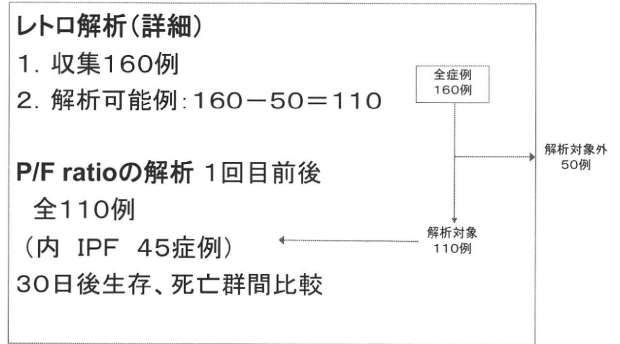 レトロ解析(詳細)
1. 収集160例
2. 解析可能例:160-50=110
P/F ratioの解析 1回目前後
全110例
(内 IPF 45症例)
30日後生存、死亡群間比較
全症例
160例
解析対象外
50例
解析対象
110例